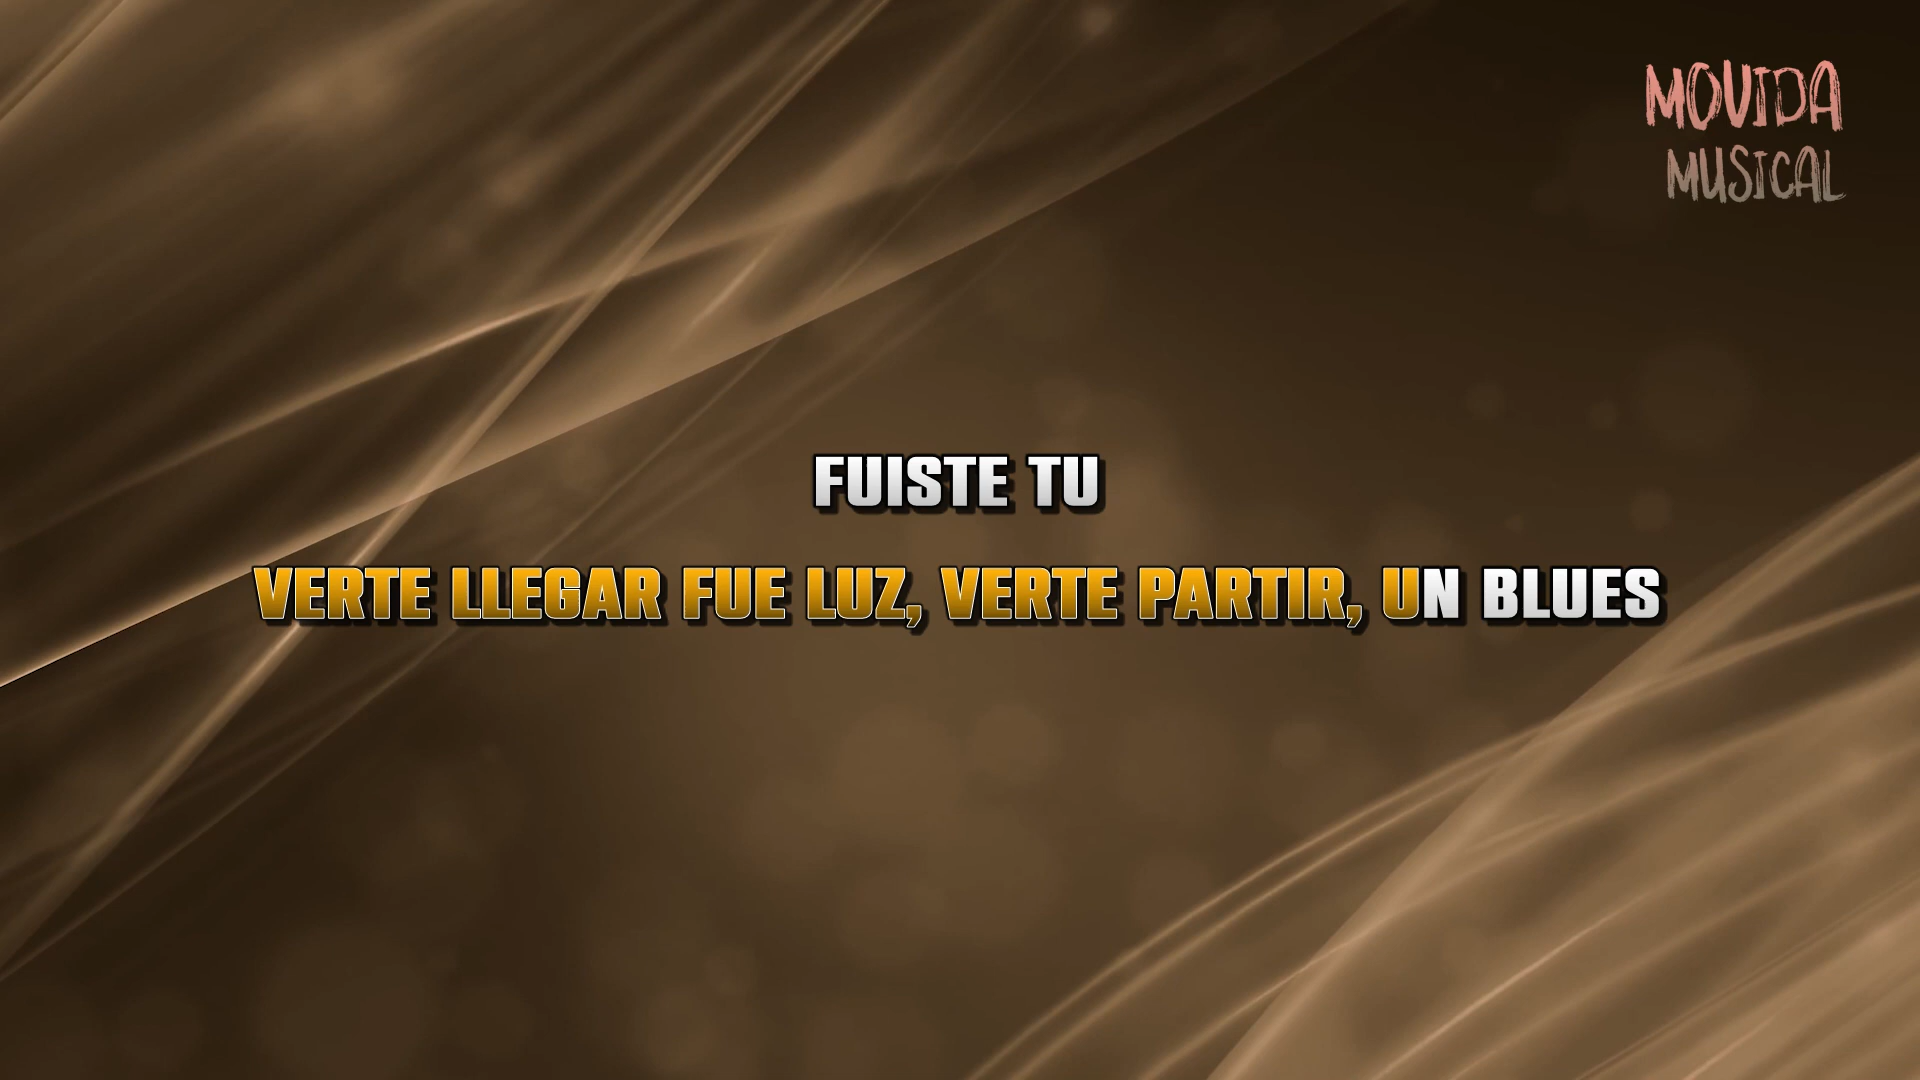 MOVIDA
MUSICAL
FUISTE TU
VERTE LLEGAR FUE LUZ, VERTE PARTIR, UN BLUES